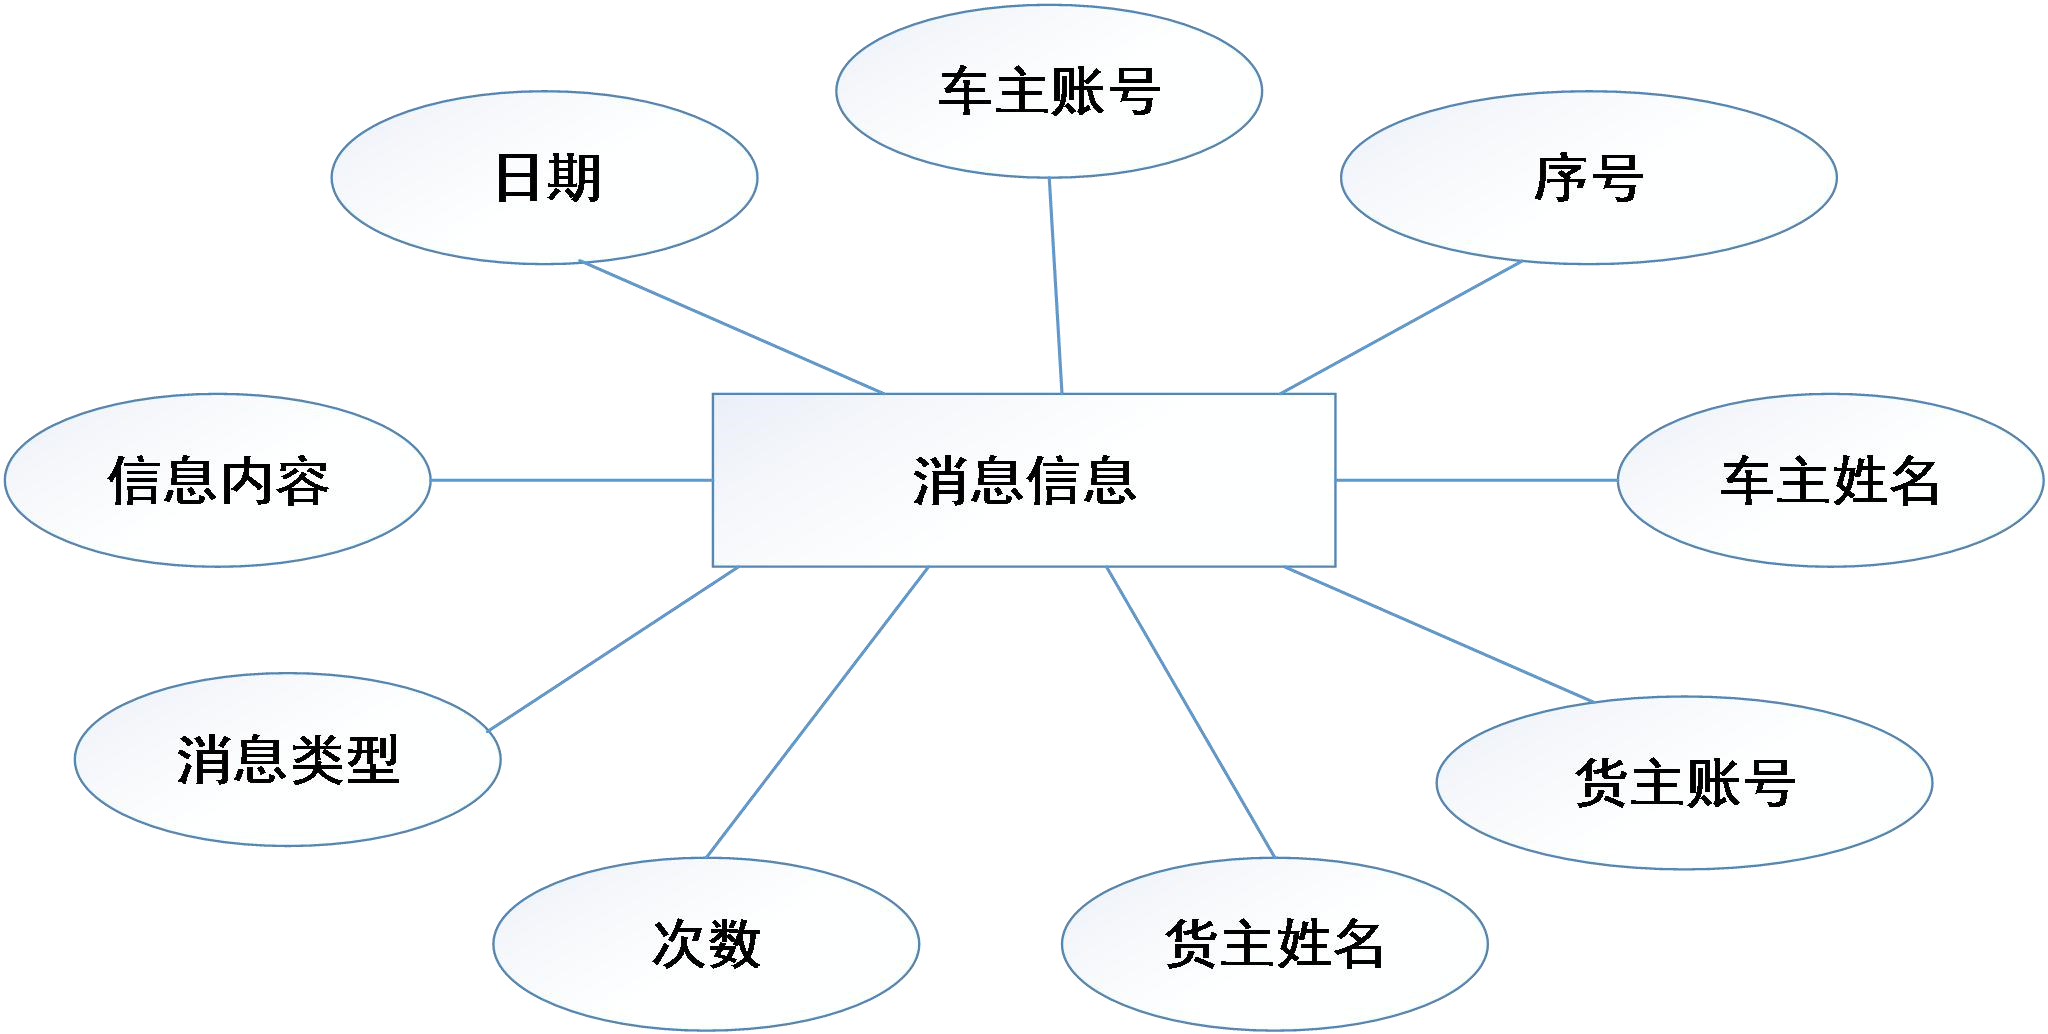 车主账号
日期
序号
信息内容
消息信息
车主姓名
消息类型
货主账号
次数
货主姓名